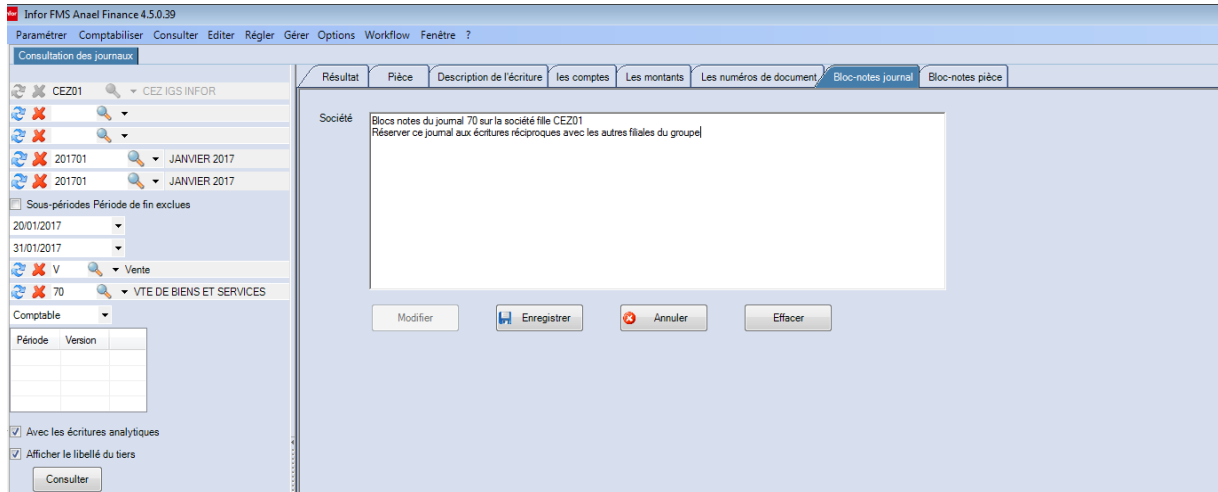 Infor Infor FMS Anael Finance 4.5.0.39
Paramétrer Comptabiliser Consulter Editer Régler Gérer Options Workflow Fenêtre ?
Consultation des journaux
CEZ01 CEZ IGS INFOR
201701 JANVIER 2017
201701 JANVIER 2017
Sous-périodes Période de fin exclues
20/01/2017
31/01/2017
V Vente
70 VTE DE BIENS ET SERVICES
Comptable
Période Version
Avec les écritures analytiques
Afficher le libellé du tiers
Consulter
Résultat Pièce Description de l'écriture les comptes Les montants Les numéros de document Bloc-notes journal Bloc-notes pièce
Société
Blocs notes du journal 70 sur la société fille CEZ01
Réserver ce journal aux écritures réciproques avec les autres filiales du groupe
Modifier Enregistrer Annuler Effacer